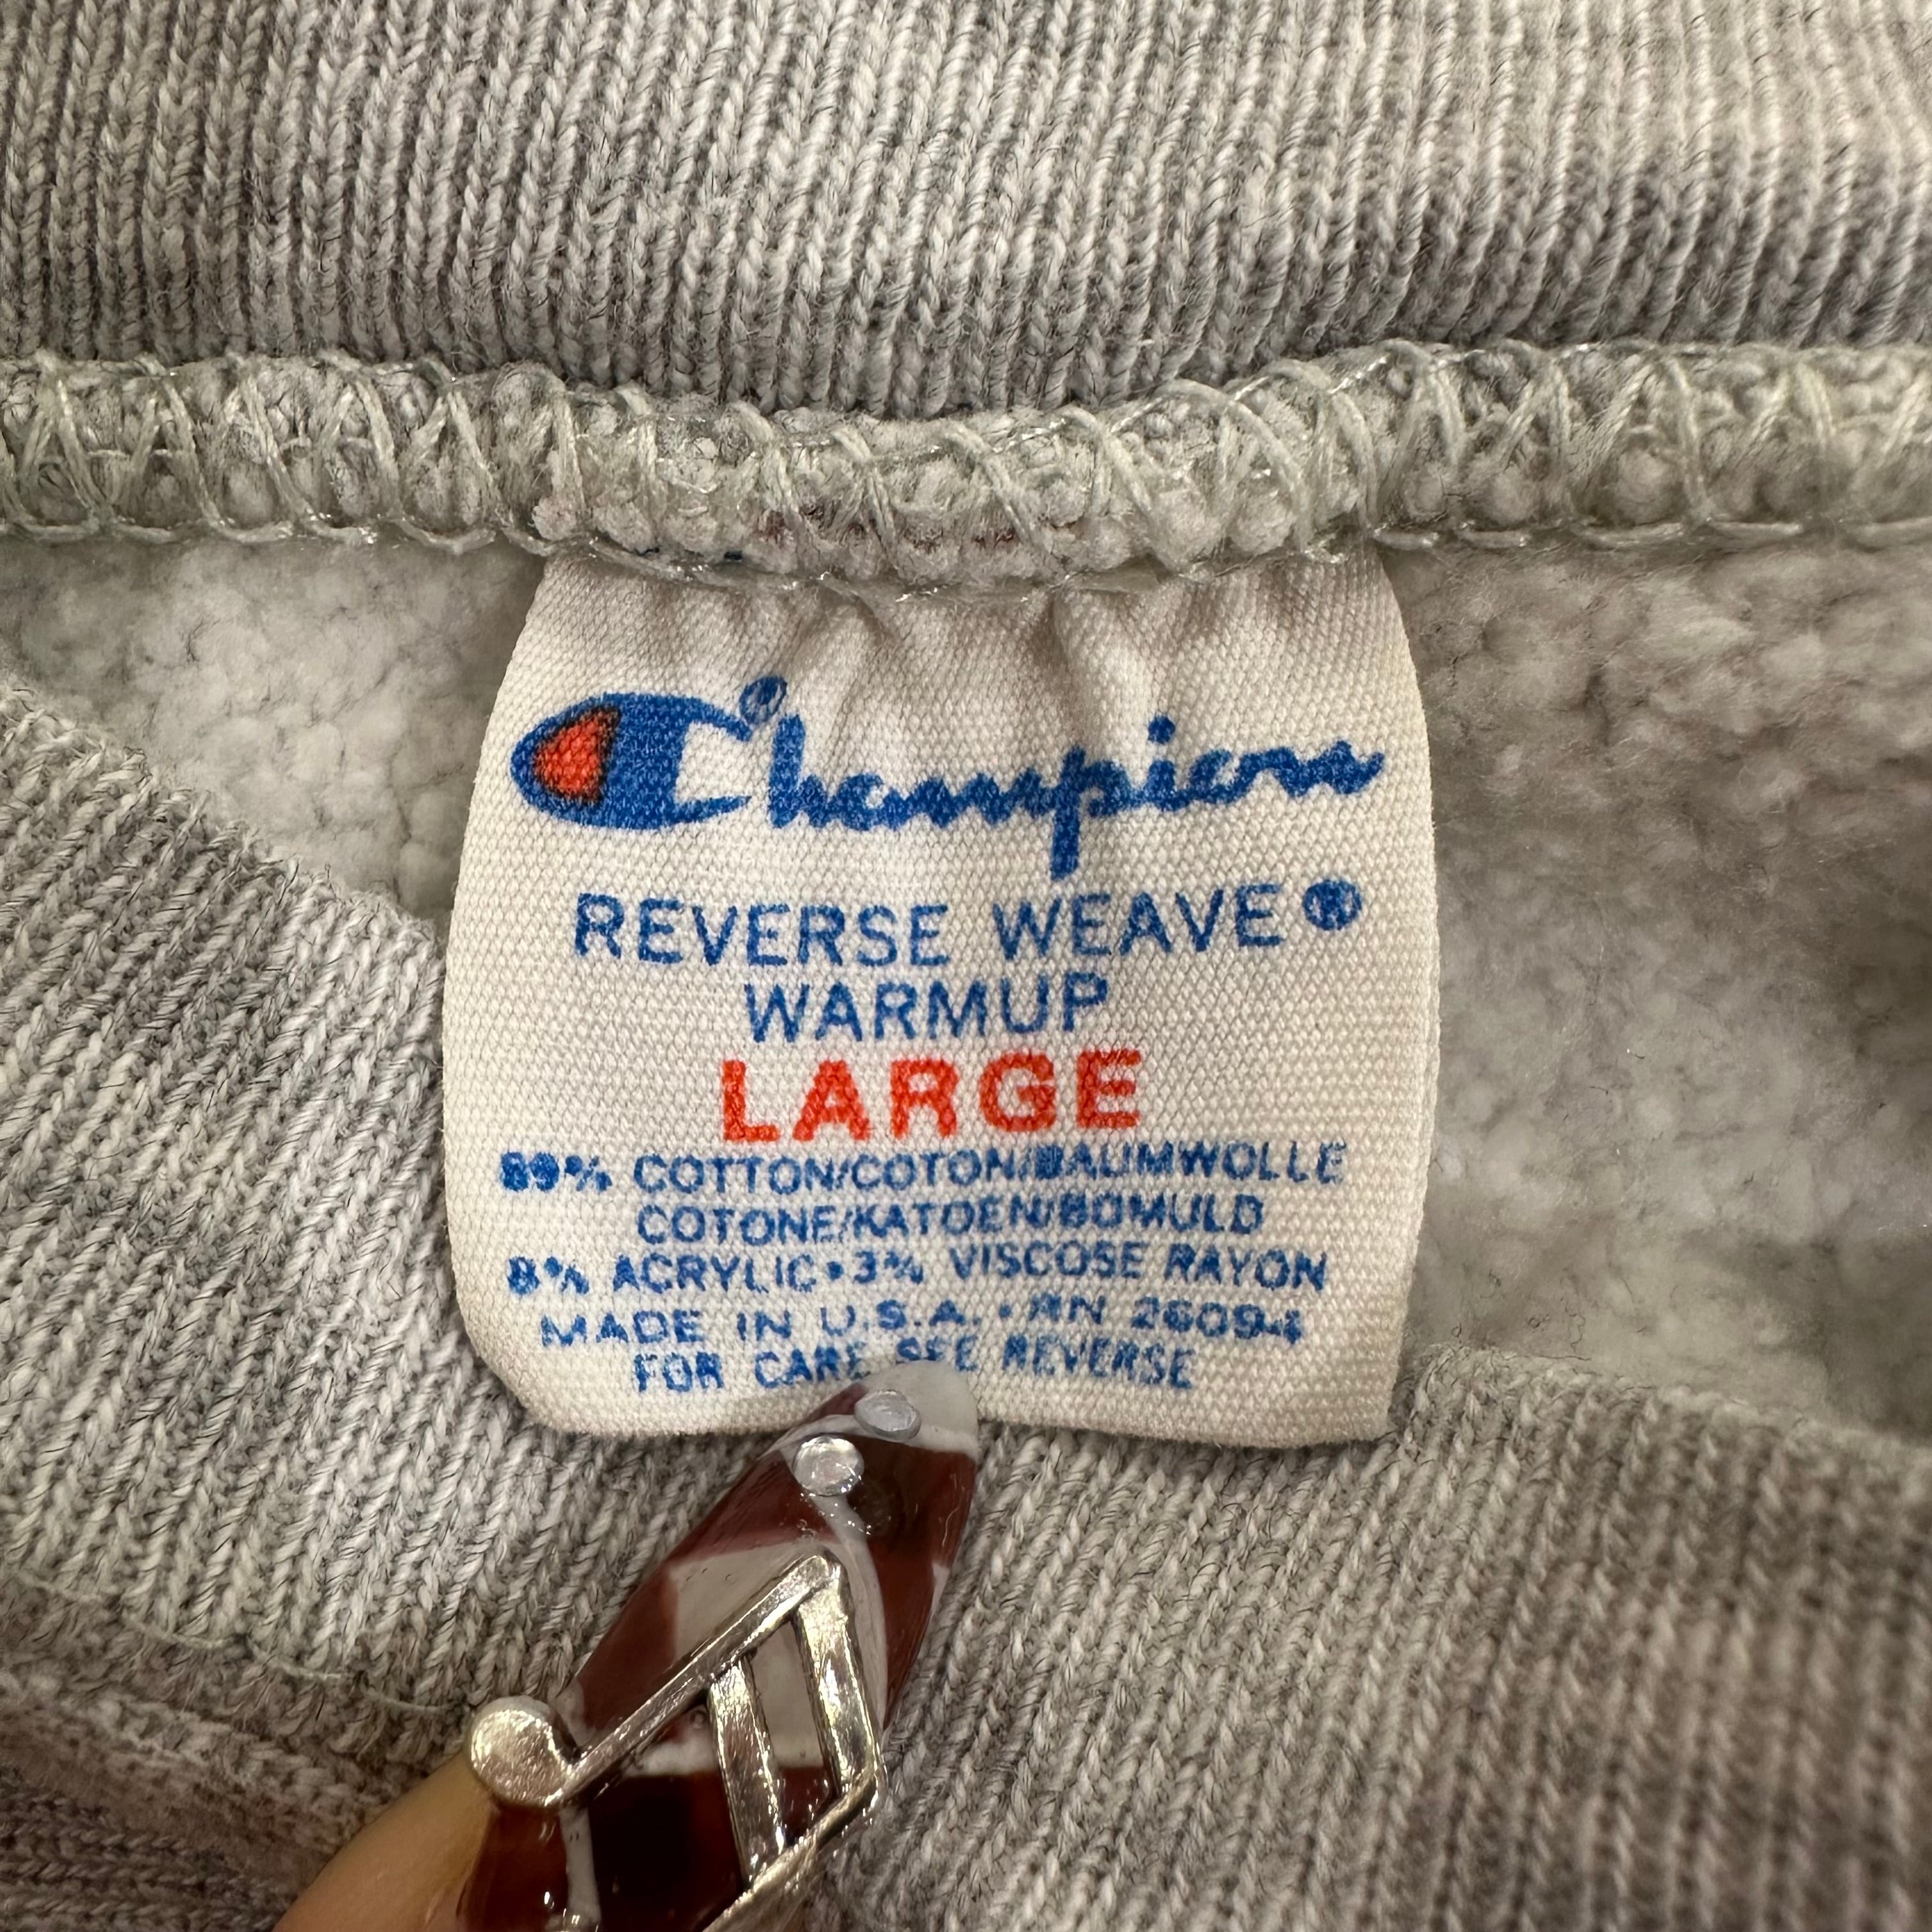 Champion®
REVERSE WEAVE®
WARMUP
LARGE
89% COTTON/COTON/BAUMWOLLE
COTONE/KATOEN/BOMULD
8% ACRYLIC•3% VISCOSE RAYON
MADE IN U.S.A. • RN 26094
FOR CARE SEE REVERSE